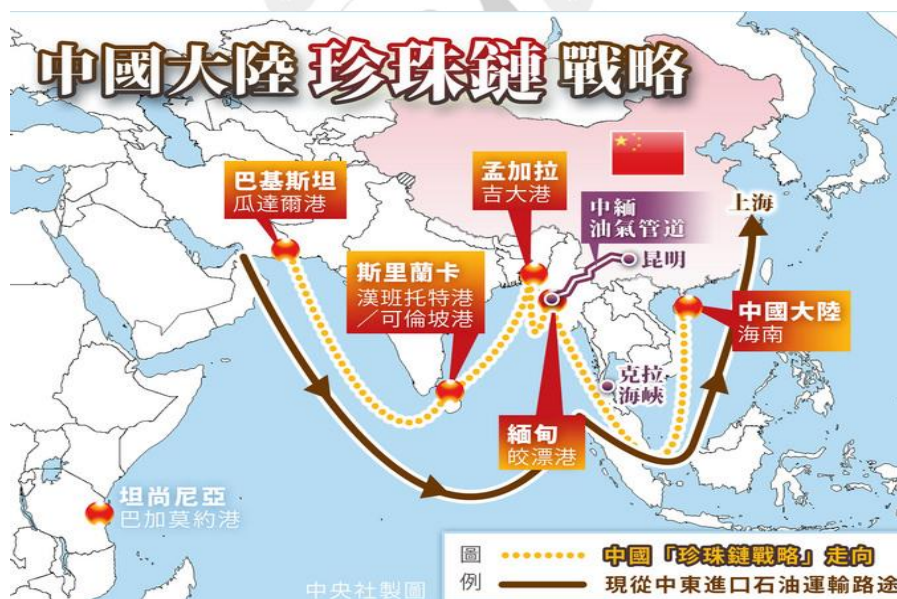 中國大陸 珍珠鏈 戰略
巴基斯坦
瓜達爾港
孟加拉
吉大港
中緬
油氣管道
上海
昆明
斯里蘭卡
漢班托特港
／可倫坡港
中國大陸
海南
克拉
海峽
緬甸
皎漂港
坦尚尼亞
巴加莫約港
圖例
中國「珍珠鏈戰略」走向
現從中東進口石油運輸路途
中央社製圖